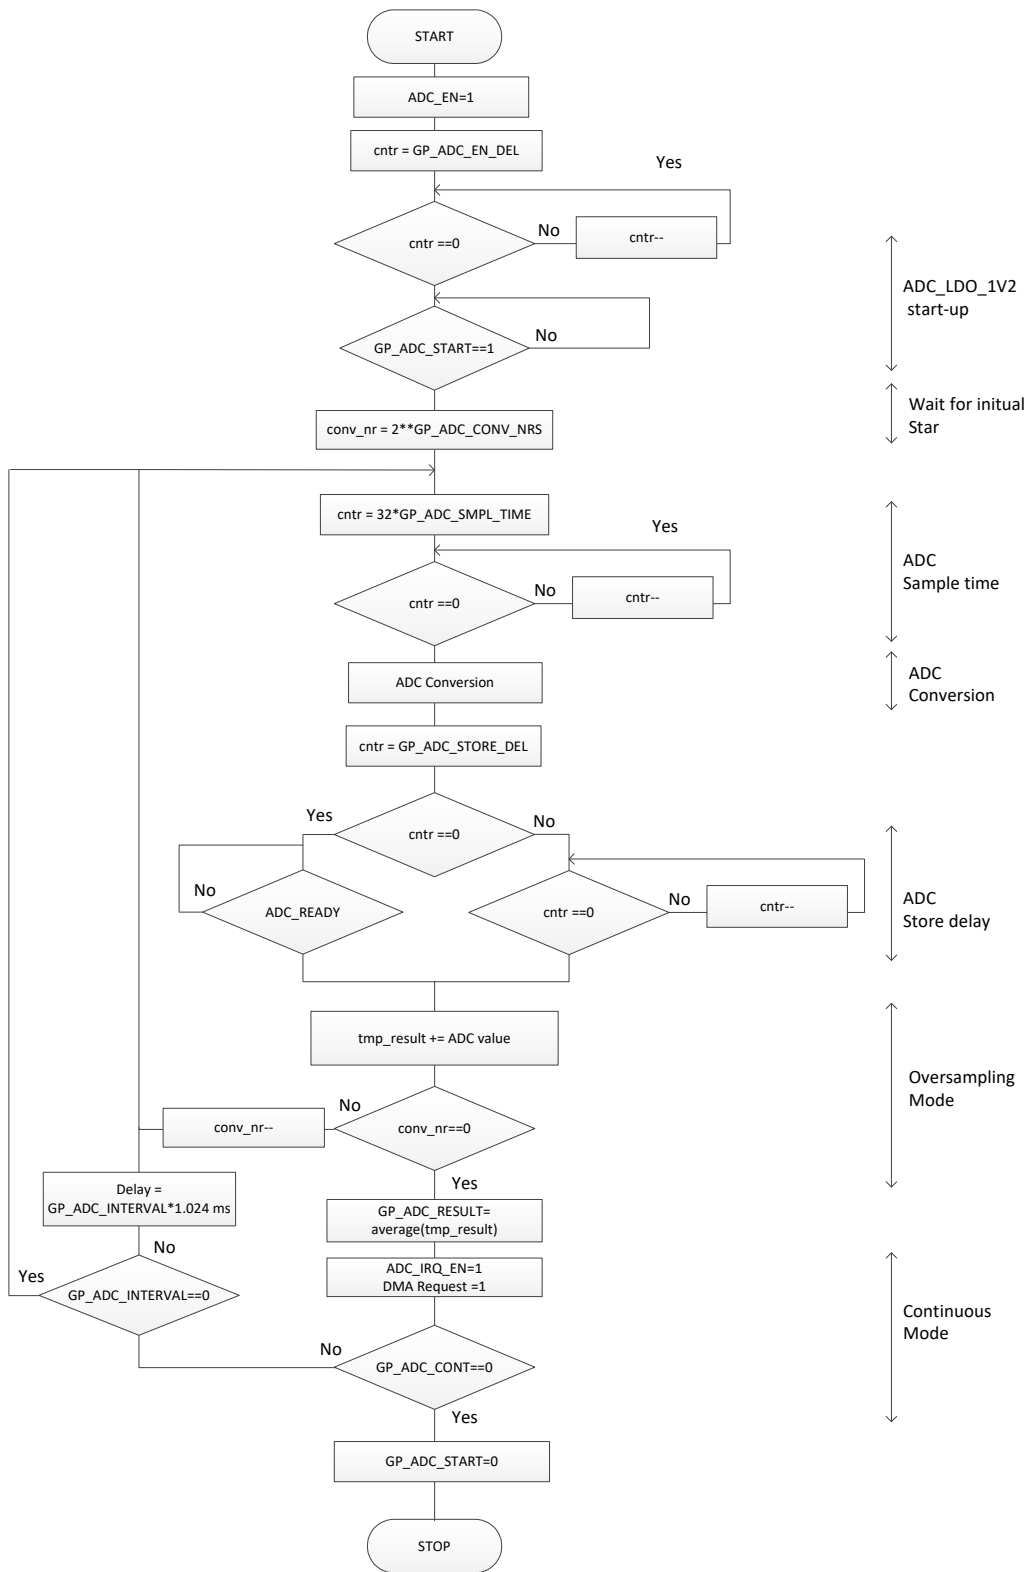 START
ADC_EN=1
cntr = GP_ADC_EN_DEL
Yes
cntr ==0
No
cntr--
ADC_LDO_1V2
start-up
GP_ADC_START==1
No
Wait for initual
Star
conv_nr = 2**GP_ADC_CONV_NRS
cntr = 32*GP_ADC_SMPL_TIME
Yes
cntr ==0
No
cntr--
ADC
Sample time
ADC Conversion
ADC
Conversion
cntr = GP_ADC_STORE_DEL
Yes
cntr ==0
No
No
ADC_READY
cntr ==0
No
cntr--
ADC
Store delay
tmp_result += ADC value
Oversampling
Mode
conv_nr--
No
conv_nr==0
Yes
Delay =
GP_ADC_INTERVAL*1.024 ms
GP_ADC_RESULT=
average(tmp_result)
No
Yes
GP_ADC_INTERVAL==0
ADC_IRQ_EN=1
DMA Request =1
Continuous
Mode
No
GP_ADC_CONT==0
Yes
GP_ADC_START=0
STOP